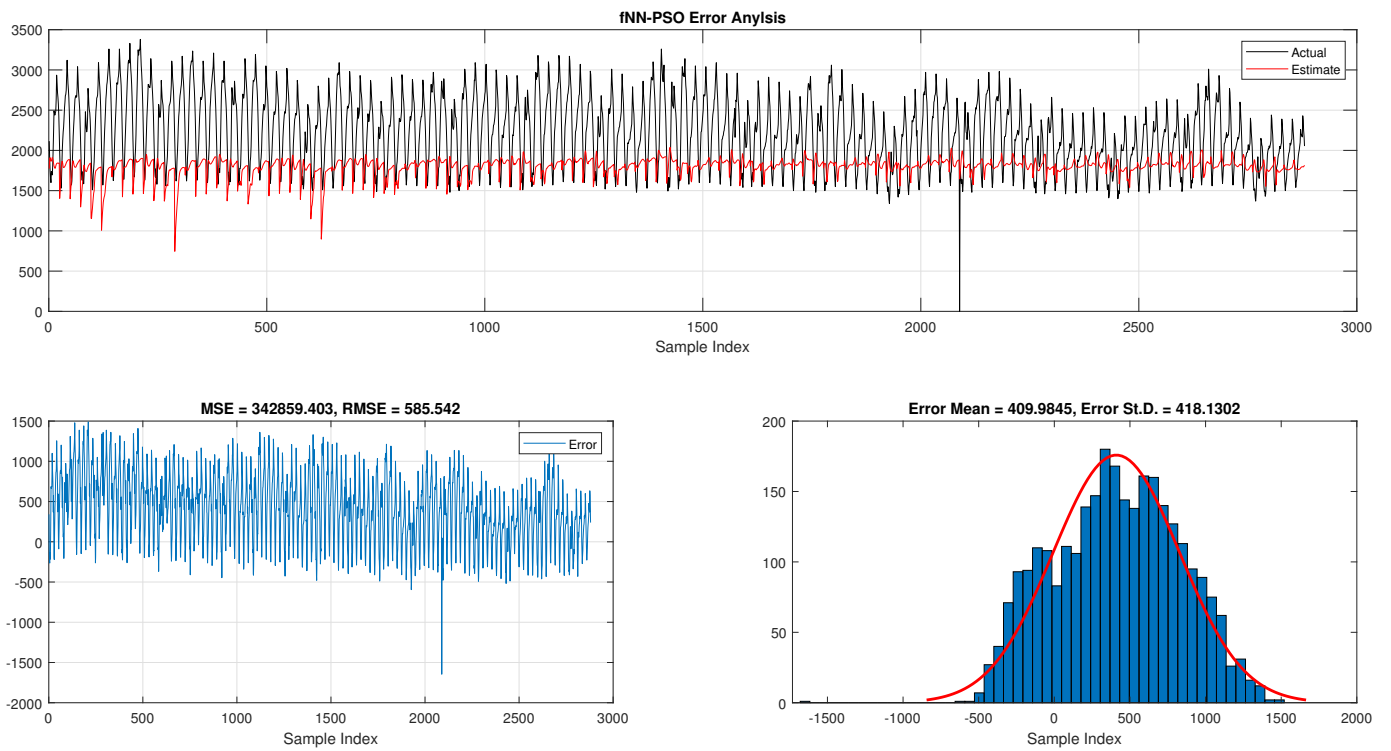 fNN-PSO Error Anylsis
3500
3000
2500
2000
1500
1000
500
0
Actual
Estimate
0 500 1000 1500 2000 2500 3000
Sample Index
MSE = 342859.403, RMSE = 585.542
1500
1000
500
0
-500
-1000
-1500
-2000
Error
0 500 1000 1500 2000 2500 3000
Sample Index
Error Mean = 409.9845, Error St.D. = 418.1302
200
150
100
50
0
-1500 -1000 -500 0 500 1000 1500 2000
Sample Index